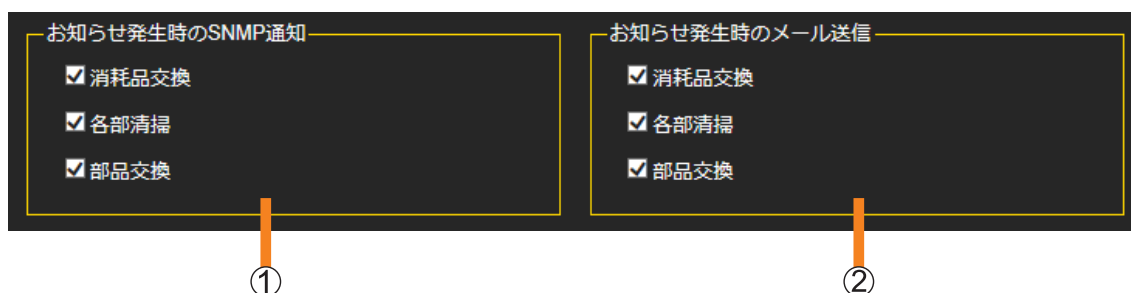 お知らせ発生時のSNMP通知
消耗品交換
各部清掃
部品交換
お知らせ発生時のメール送信
消耗品交換
各部清掃
部品交換
①
②